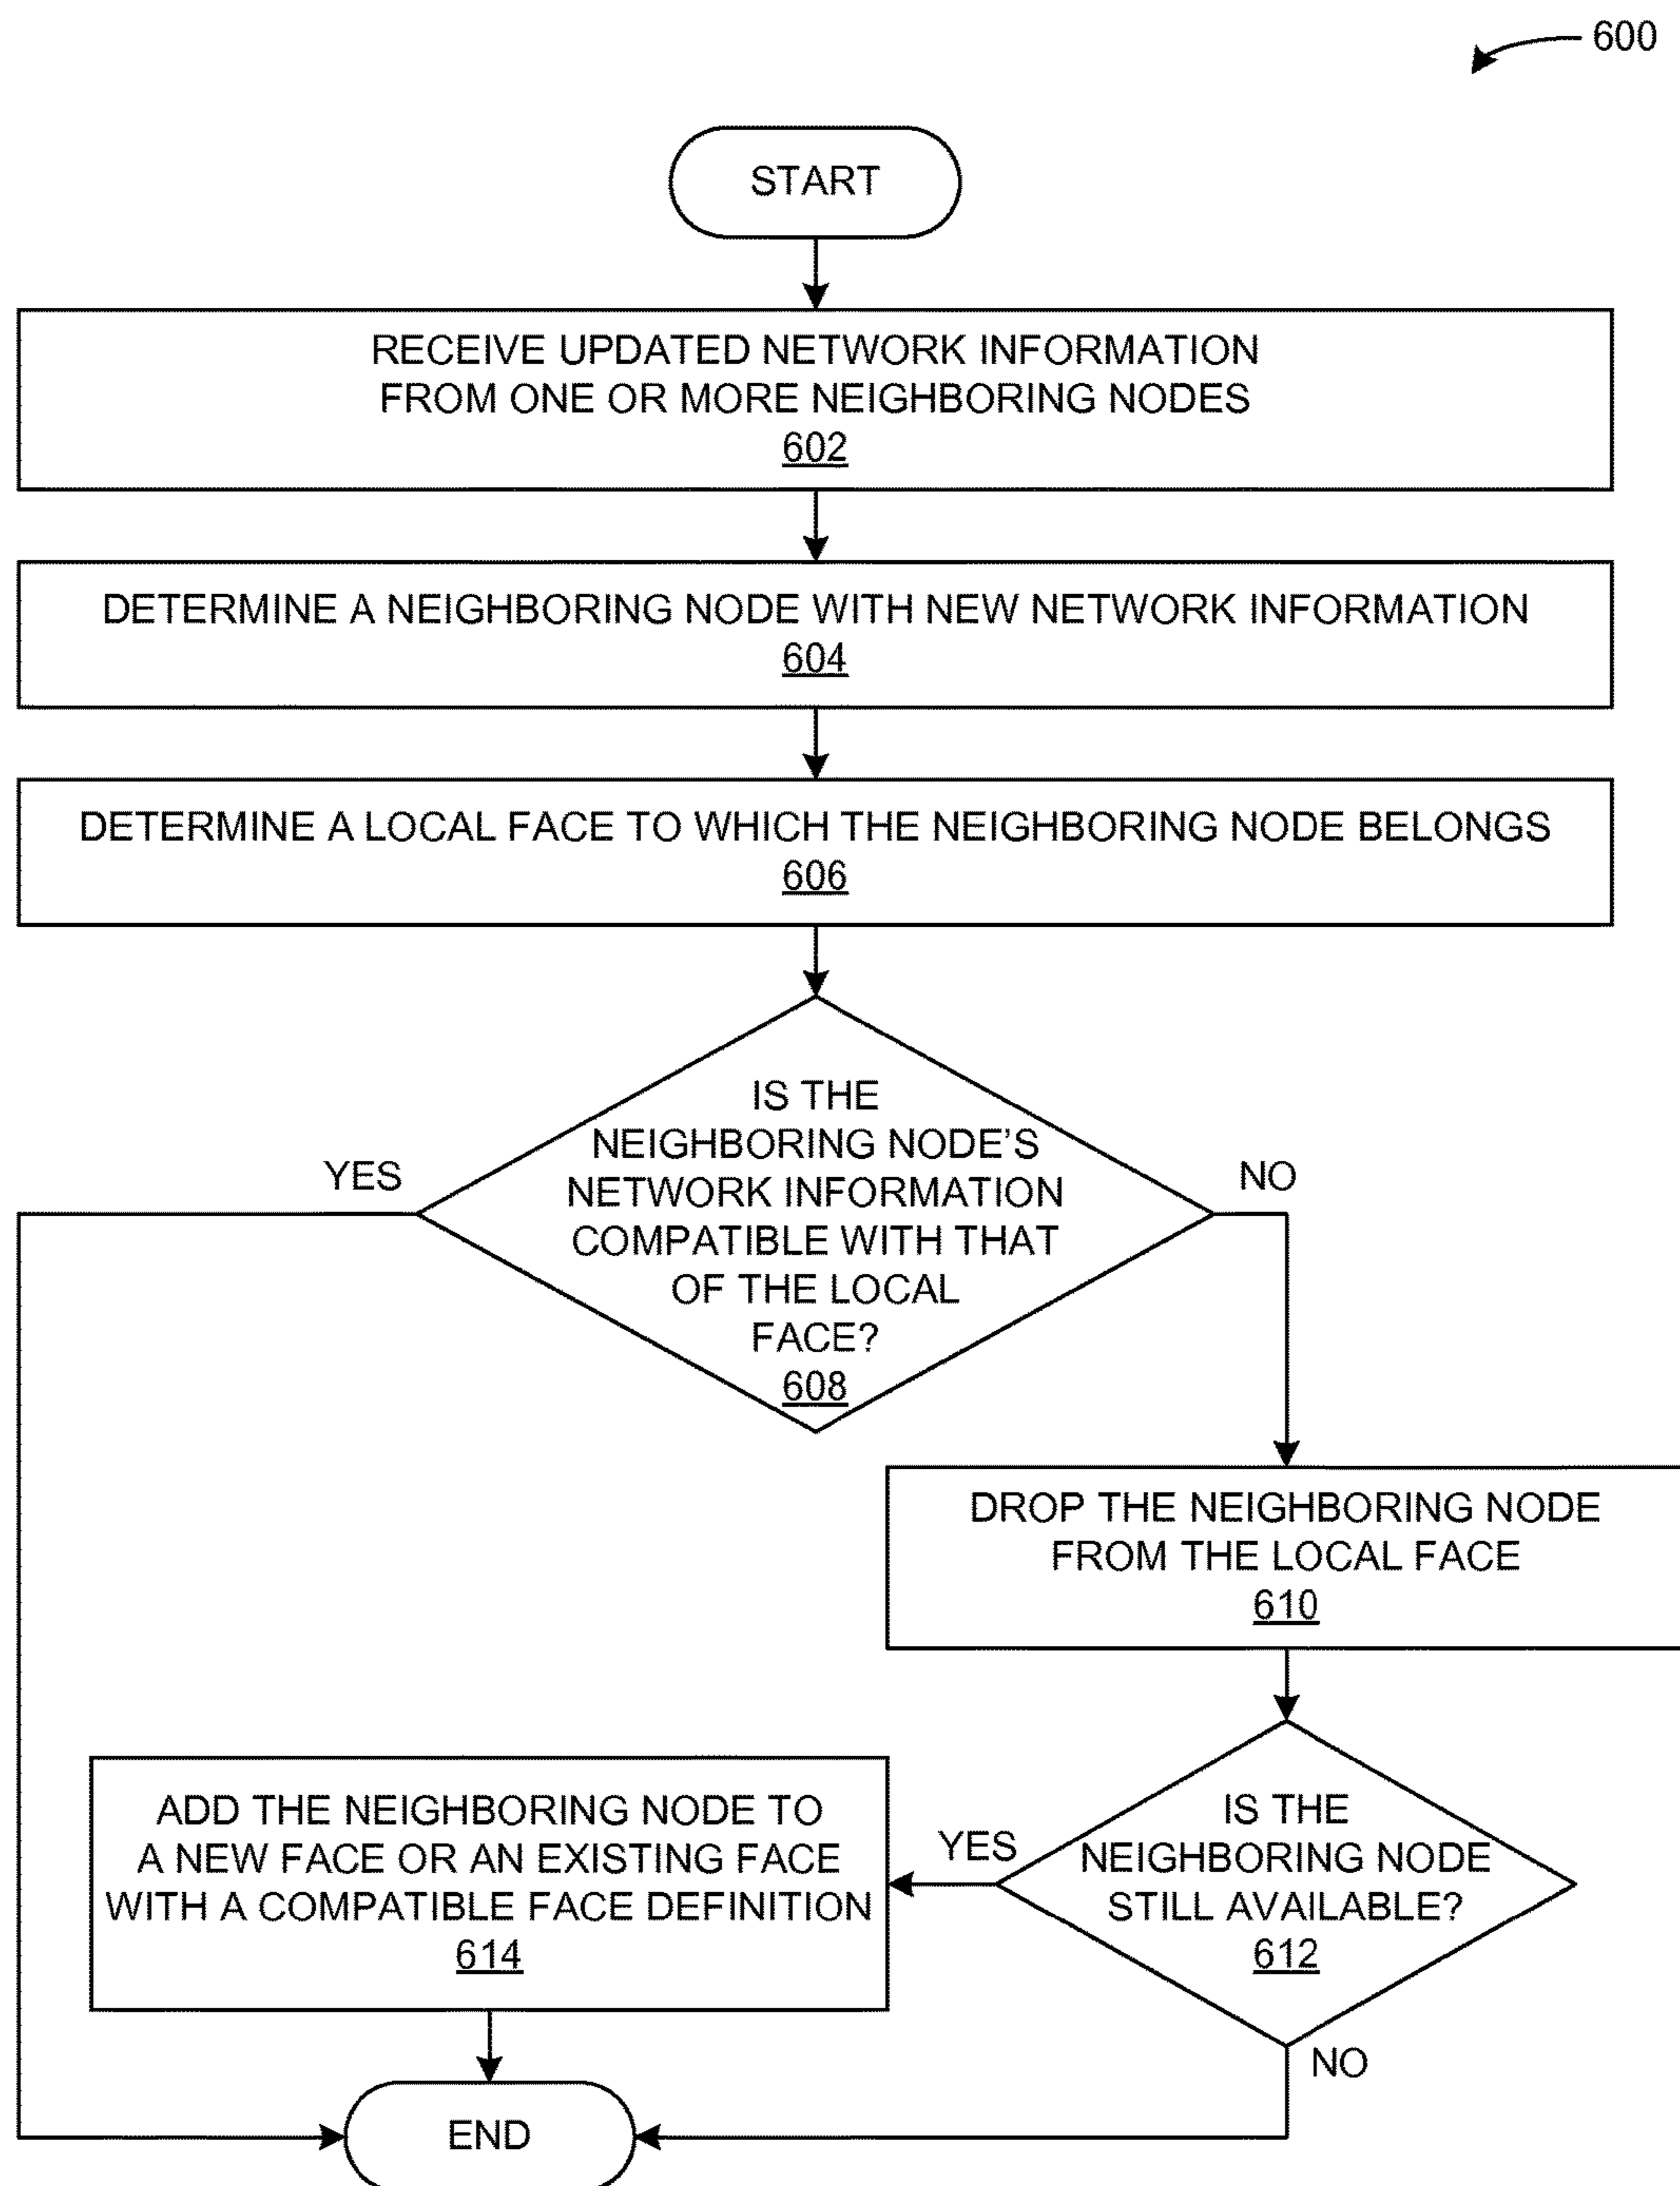 600
START
RECEIVE UPDATED NETWORK INFORMATION
FROM ONE OR MORE NEIGHBORING NODES
602
DETERMINE A NEIGHBORING NODE WITH NEW NETWORK INFORMATION
604
DETERMINE A LOCAL FACE TO WHICH THE NEIGHBORING NODE BELONGS
606
IS THE
NEIGHBORING NODE'S
NETWORK INFORMATION
COMPATIBLE WITH THAT
OF THE LOCAL
FACE?
608
YES
NO
DROP THE NEIGHBORING NODE
FROM THE LOCAL FACE
610
IS THE
NEIGHBORING NODE
STILL AVAILABLE?
612
YES
NO
ADD THE NEIGHBORING NODE TO
A NEW FACE OR AN EXISTING FACE
WITH A COMPATIBLE FACE DEFINITION
614
END